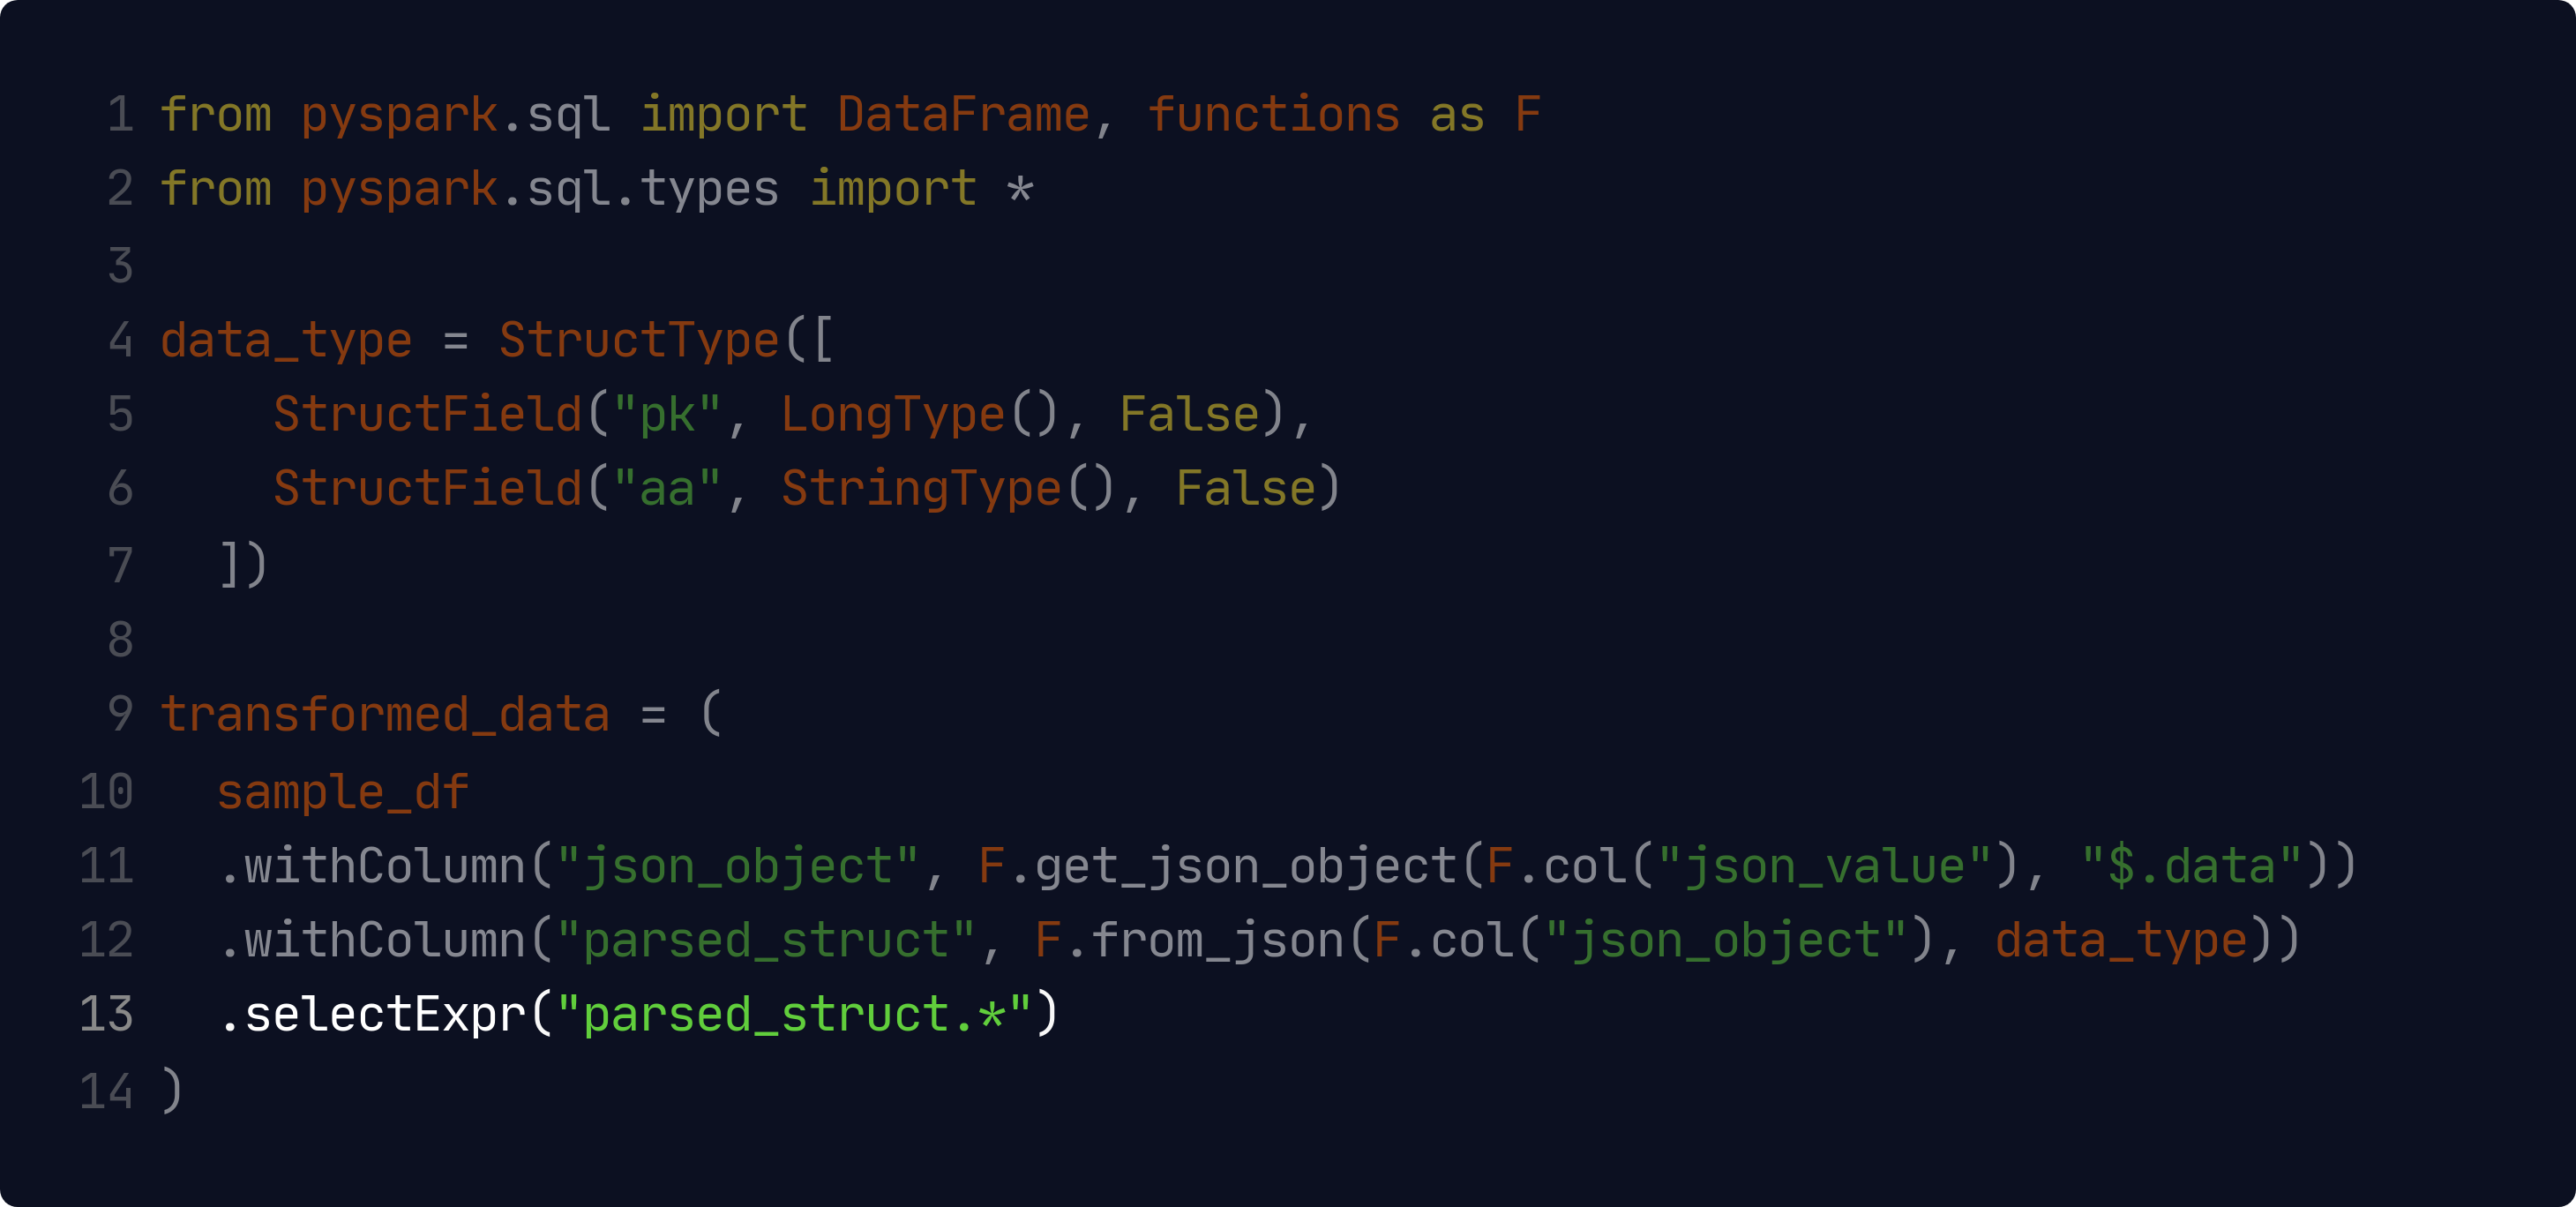 1 from pyspark.sql import DataFrame, functions as F
2 from pyspark.sql.types import *
3
4 data_type = StructType([
5     StructField("pk", LongType(), False),
6     StructField("aa", StringType(), False)
7   ])
8
9 transformed_data = (
10   sample_df
11   .withColumn("json_object", F.get_json_object(F.col("json_value"), "$.data"))
12   .withColumn("parsed_struct", F.from_json(F.col("json_object"), data_type))
13   .selectExpr("parsed_struct.*")
14 )